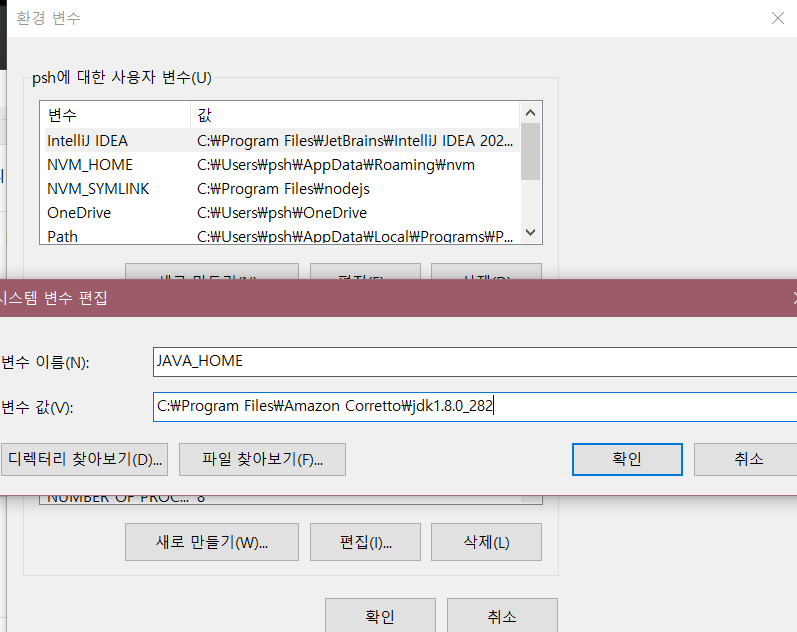 환경 변수
psh에 대한 사용자 변수(U)
변수 값
IntelliJ IDEA C:₩Program Files₩JetBrains₩IntelliJ IDEA 202...
NVM_HOME C:₩Users₩psh₩AppData₩Roaming₩nvm
NVM_SYMLINK C:₩Program Files₩nodejs
OneDrive C:₩Users₩psh₩OneDrive
Path C:₩Users₩psh₩AppData₩Local₩Programs₩P...
시스템 변수 편집
변수 이름(N): JAVA_HOME
변수 값(V): C:₩Program Files₩Amazon Corretto₩jdk1.8.0_282
디렉터리 찾아보기(D)... 파일 찾아보기(F)... 확인 취소
NUMBER_OF_PROC... 8
새로 만들기(W)... 편집(I)... 삭제(L)
확인 취소